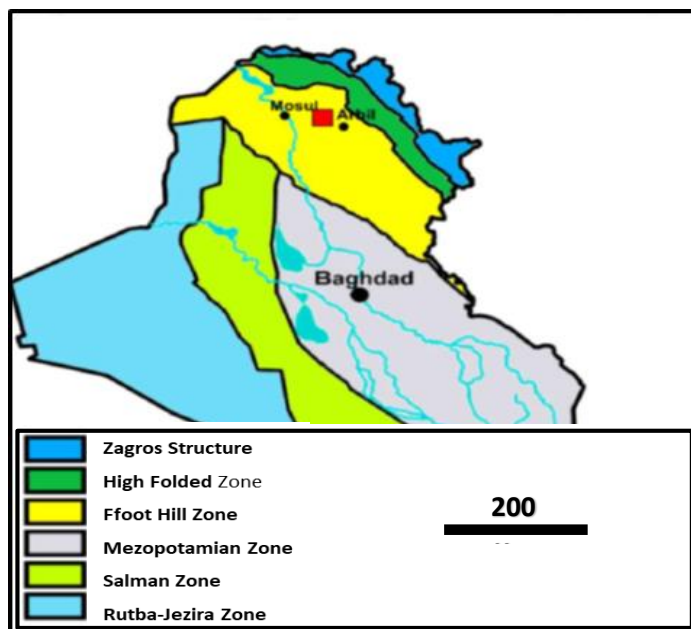 Mosul
Arbil
Baghdad
Zagros Structure
High Folded Zone
Ffoot Hill Zone
200
Mezopotamian Zone
Salman Zone
Rutba-Jezira Zone